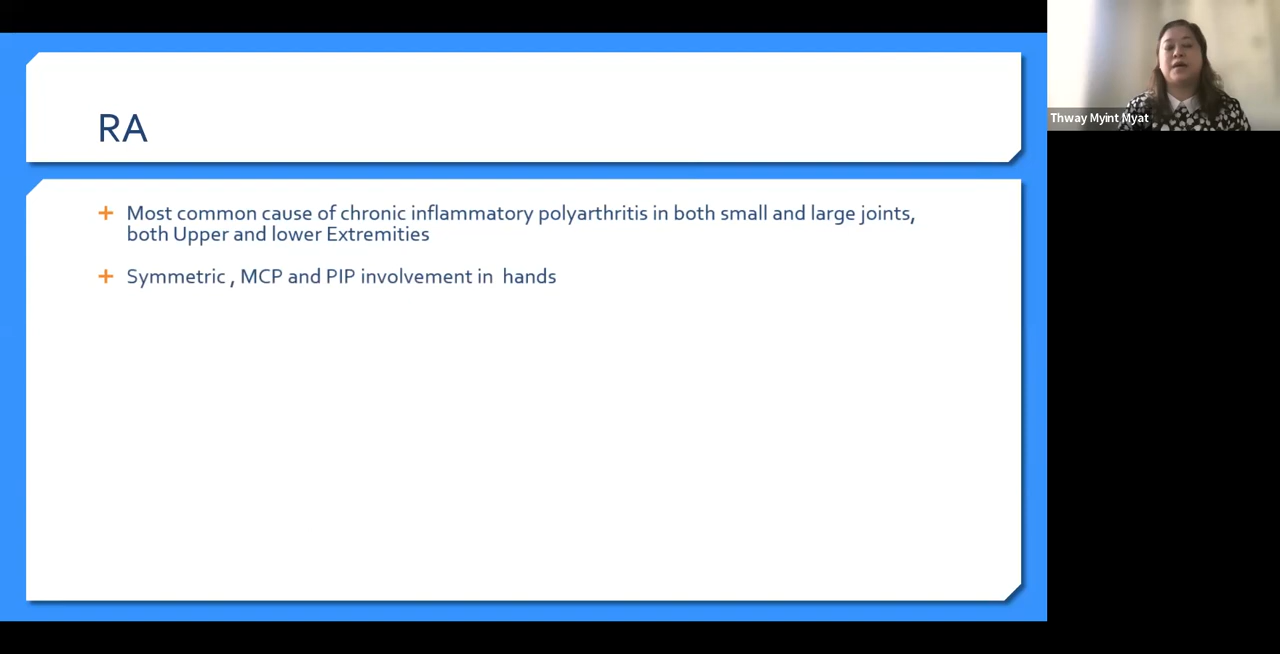 RA
+ Most common cause of chronic inflammatory polyarthritis in both small and large joints,
both Upper and lower Extremities
+ Symmetric , MCP and PIP involvement in hands
Thway Myint Myat